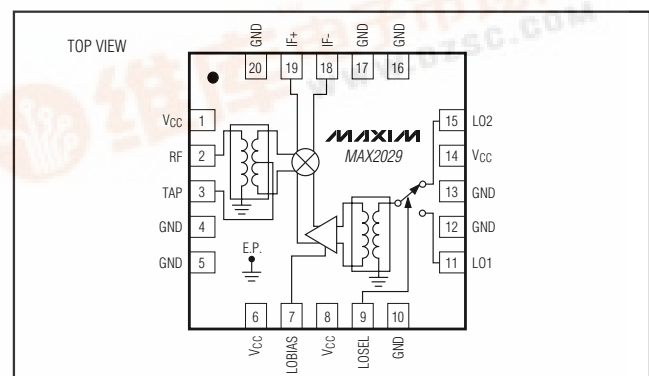 TOP VIEW
GND
IF+
IF-
GND
GND
20
19
18
17
16
VCC
1
RF
2
TAP
3
GND
4
GND
5
MAXIM
MAX2029
15
LO2
14
VCC
13
GND
12
GND
11
LO1
E.P.
6
7
8
9
10
VCC
LOBIAS
VCC
LOSEL
GND